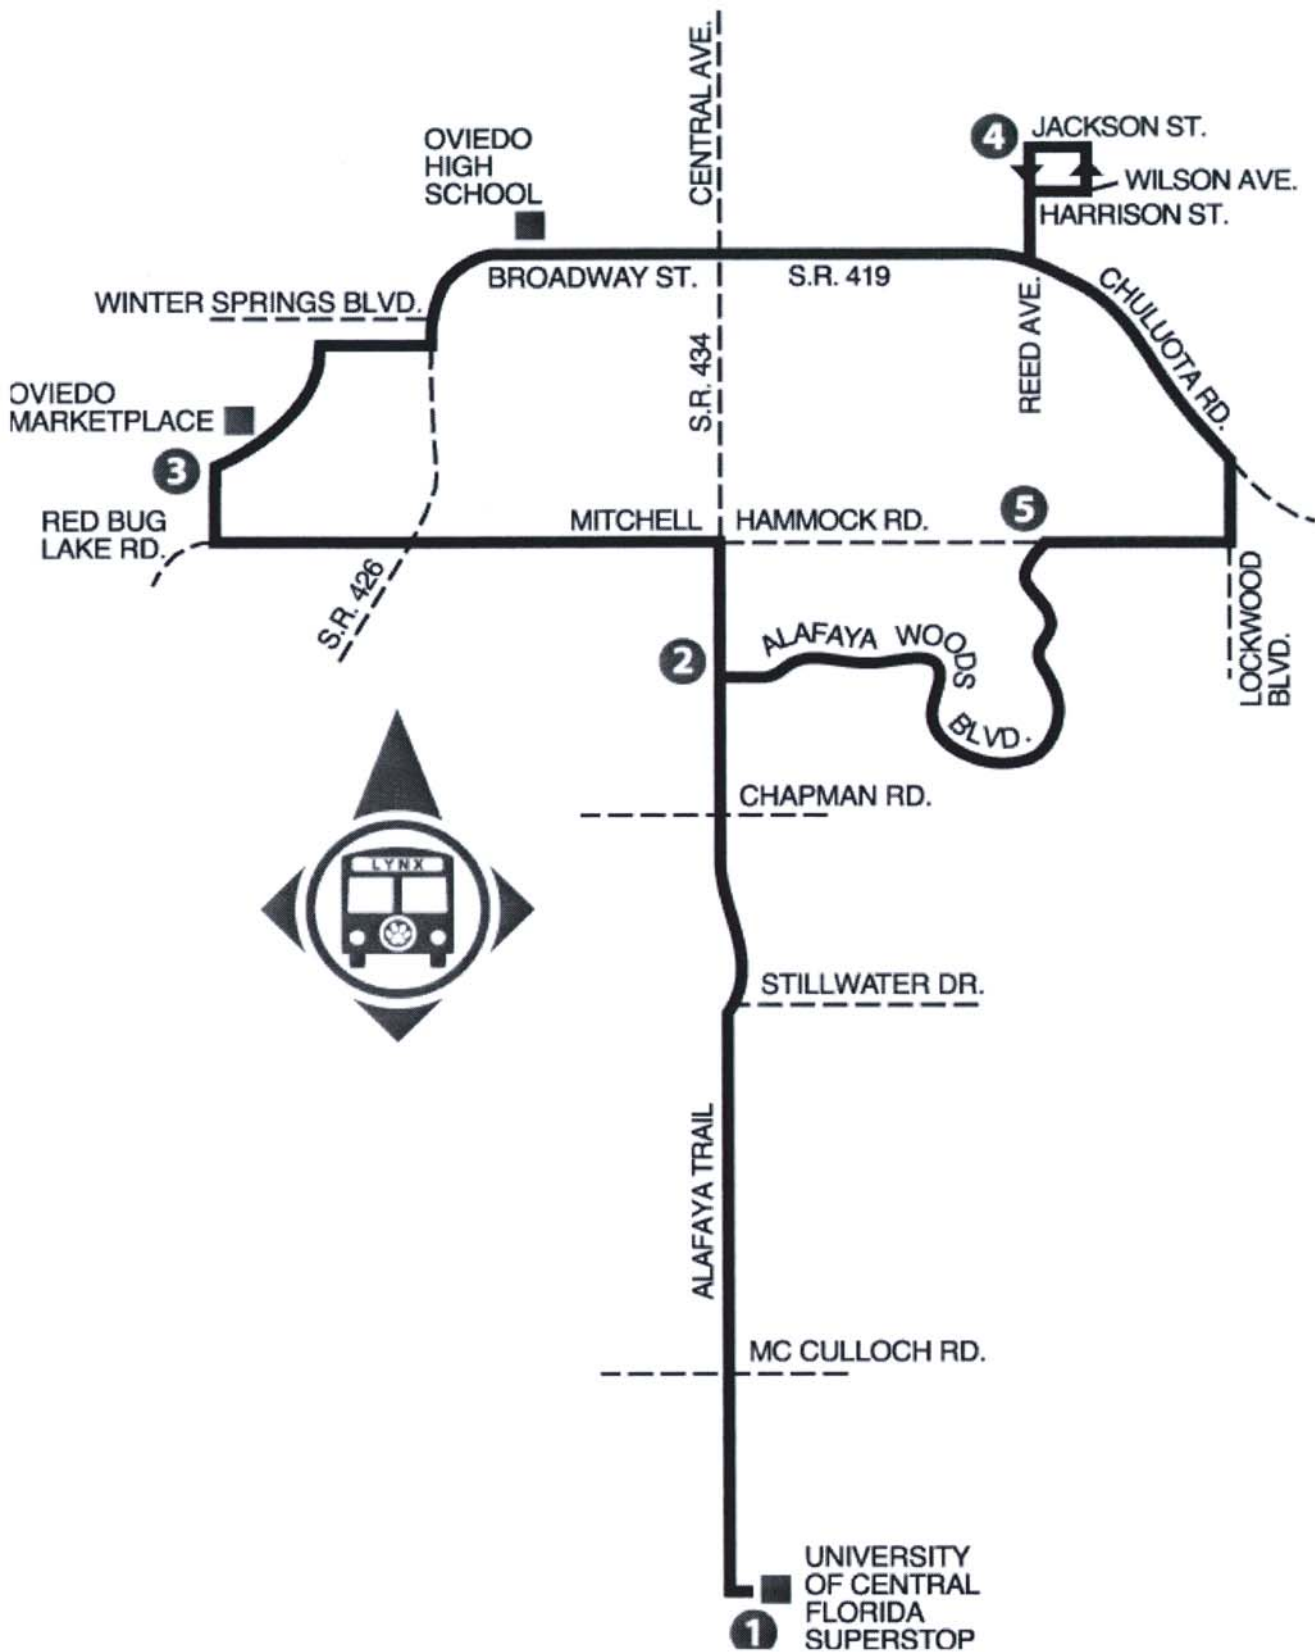 CENTRAL AVE.
4
JACKSON ST.
WILSON AVE.
HARRISON ST.
OVIEDO
HIGH
SCHOOL
BROADWAY ST.
S.R. 419
CHULUOTA RD.
WINTER SPRINGS BLVD.
REED AVE.
S.R. 434
OVIEDO
MARKETPLACE
3
5
RED BUG
LAKE RD.
MITCHELL
HAMMOCK RD.
S.R. 426
LOCKWOOD
BLVD.
2
ALAFAYA WOODS
BLVD.
CHAPMAN RD.
LYNX
STILLWATER DR.
ALAFAYA TRAIL
MC CULLOCH RD.
UNIVERSITY
OF CENTRAL
FLORIDA
SUPERSTOP
1